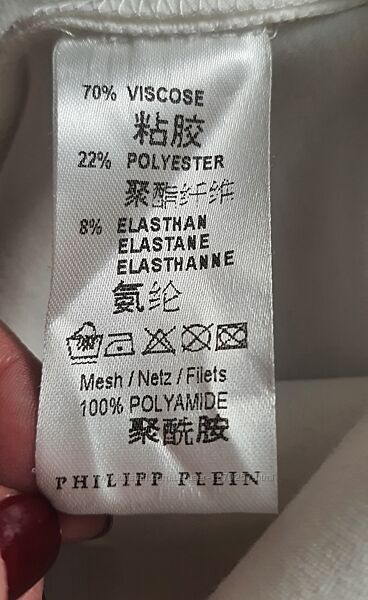 70% VISCOSE
粘胶
22% POLYESTER
聚酯纤维
8% ELASTHAN
ELASTANE
ELASTHANNE
氨纶
Mesh / Netz / Filets
100% POLYAMIDE
聚酰胺
PHILIPP PLEIN